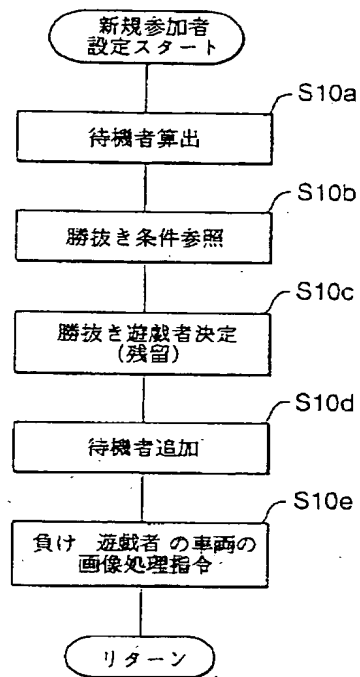 新規参加者
設定スタート
S10a
待機者算出
S10b
勝抜き条件参照
S10c
勝抜き遊戯者決定
(残留)
S10d
待機者追加
S10e
負け 遊戯者 の車両の
画像処理指令
リターン